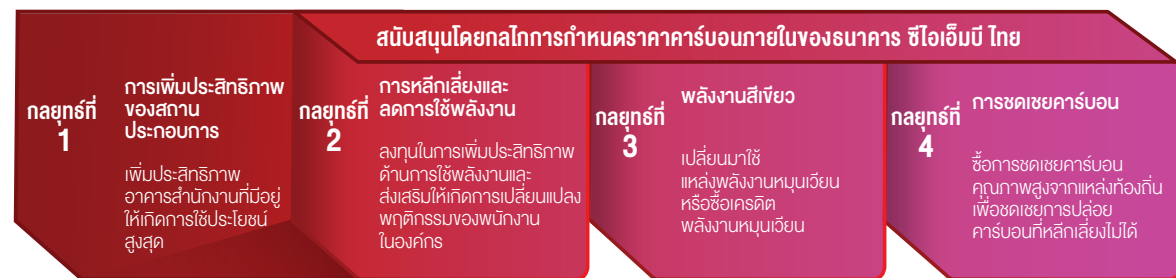 สนับสนุนโดยกลไกการกำหนดราคาคาร์บอนภายในของธนาคาร ซีไอเอ็มบี ไทย
กลยุทธ์ที่
1
การเพิ่มประสิทธิภาพ
ของสถาน
ประกอบการ
เพิ่มประสิทธิภาพ
อาคารสำนักงานที่มีอยู่
ให้เกิดการใช้ประโยชน์
สูงสุด
กลยุทธ์ที่
2
การหลีกเลี่ยงและ
ลดการใช้พลังงาน
ลงทุนในการเพิ่มประสิทธิภาพ
ด้านการใช้พลังงานและ
ส่งเสริมให้เกิดการเปลี่ยนแปลง
พฤติกรรมของพนักงาน
ในองค์กร
กลยุทธ์ที่
3
พลังงานสีเขียว
เปลี่ยนมาใช้
แหล่งพลังงานหมุนเวียน
หรือซื้อเครดิต
พลังงานหมุนเวียน
กลยุทธ์ที่
4
การชดเชยคาร์บอน
ซื้อการชดเชยคาร์บอน
คุณภาพสูงจากแหล่งท้องถิ่น
เพื่อชดเชยการปล่อย
คาร์บอนที่หลีกเลี่ยงไม่ได้